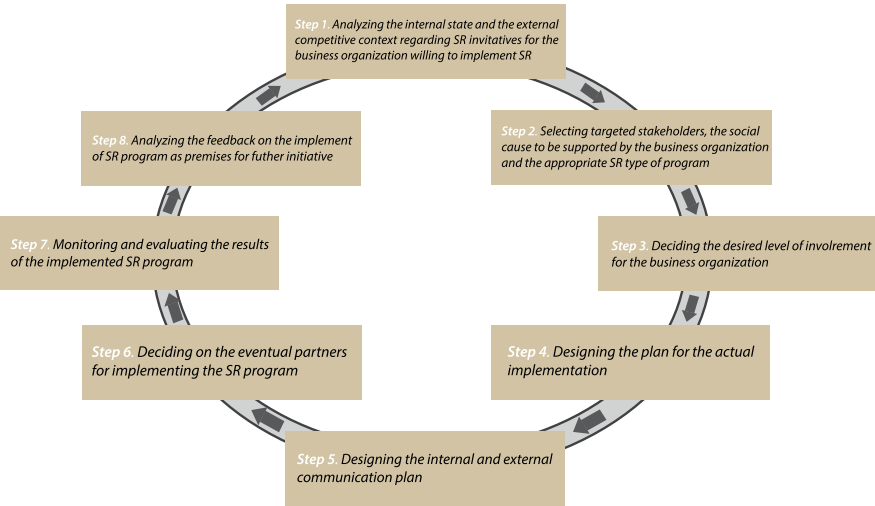 Step 1. Analyzing the internal state and the external
competitive context regarding SR invitatives for the
business organization willing to implement SR
Step 2. Selecting targeted stakeholders, the social
cause to be supported by the business organization
and the appropriate SR type of program
Step 3. Deciding the desired level of involrement
for the business organization
Step 4. Designing the plan for the actual
implementation
Step 5. Designing the internal and external
communication plan
Step 6. Deciding on the eventual partners
for implementing the SR program
Step 7. Monitoring and evaluating the results
of the implemented SR program
Step 8. Analyzing the feedback on the implement
of SR program as premises for futher initiative